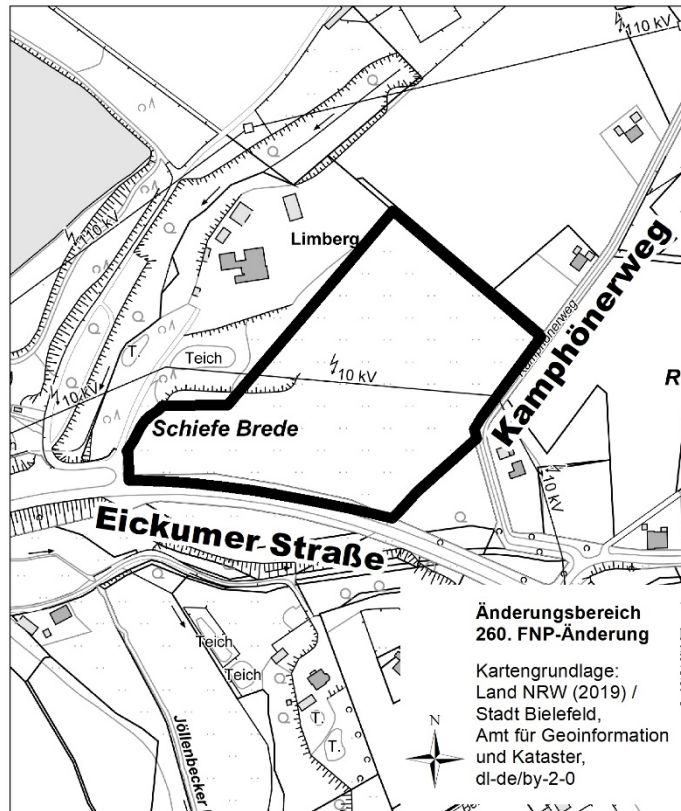 110 kV
Limberg
Kamphönerweg
Kamphönerweg
110 kV
T.
Teich
10 kV
10 kV
R
Schiefe Brede
10 kV
Eickumer Straße
Teich
Teich
T.
T.
Jöllenbecker
Änderungsbereich
260. FNP-Änderung
Kartengrundlage:
Land NRW (2019) /
Stadt Bielefeld,
Amt für Geoinformation
und Kataster,
dl-de/by-2-0
N